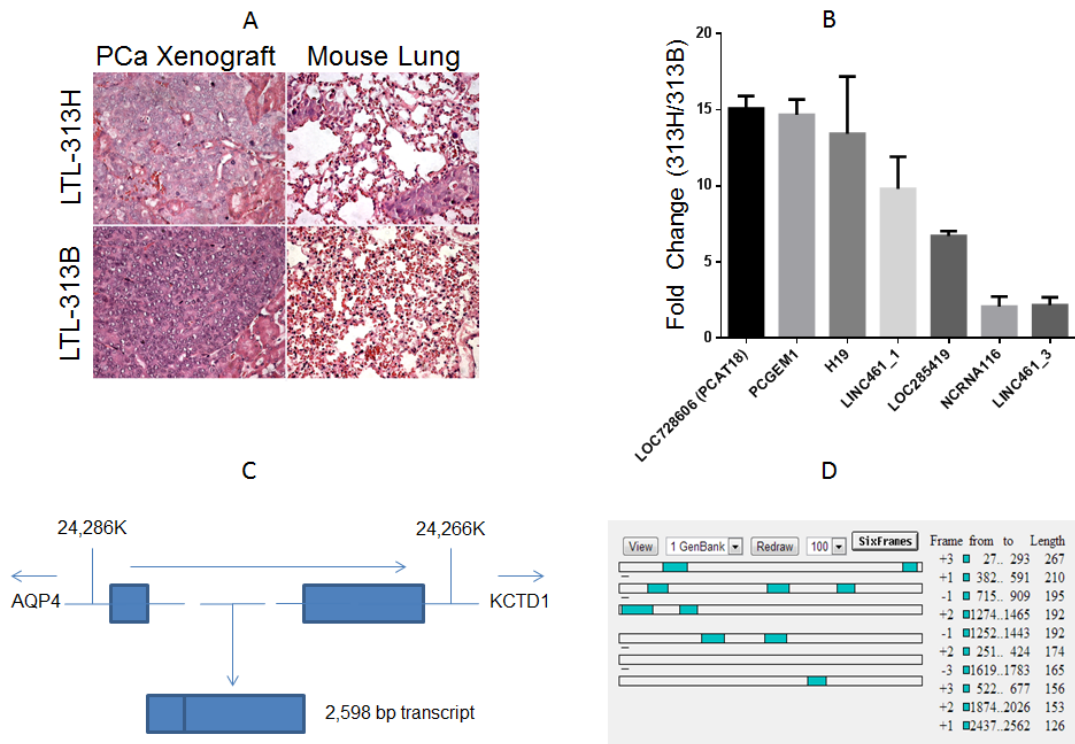 A
PCa Xenograft Mouse Lung
LTL-313H
LTL-313B
B
Fold Change (313H/313B)
20
15
10
5
0
LOC728606 (PCAT18)
PCGEM1
H19
LINC461_1
LOC285419
NCRNA116
LINC461_3
C
24,286K 24,266K
AQP4 KCTD1
2,598 bp transcript
D
View 1 GenBank Redraw 100 SixFrames
Frame from to Length
+3 27.. 293 267
+1 382.. 591 210
-1 715.. 909 195
+2 1274..1465 192
-1 1252..1443 192
+2 251.. 424 174
-3 1619..1783 165
+3 522.. 677 156
+2 1874..2026 153
+1 2437..2562 126